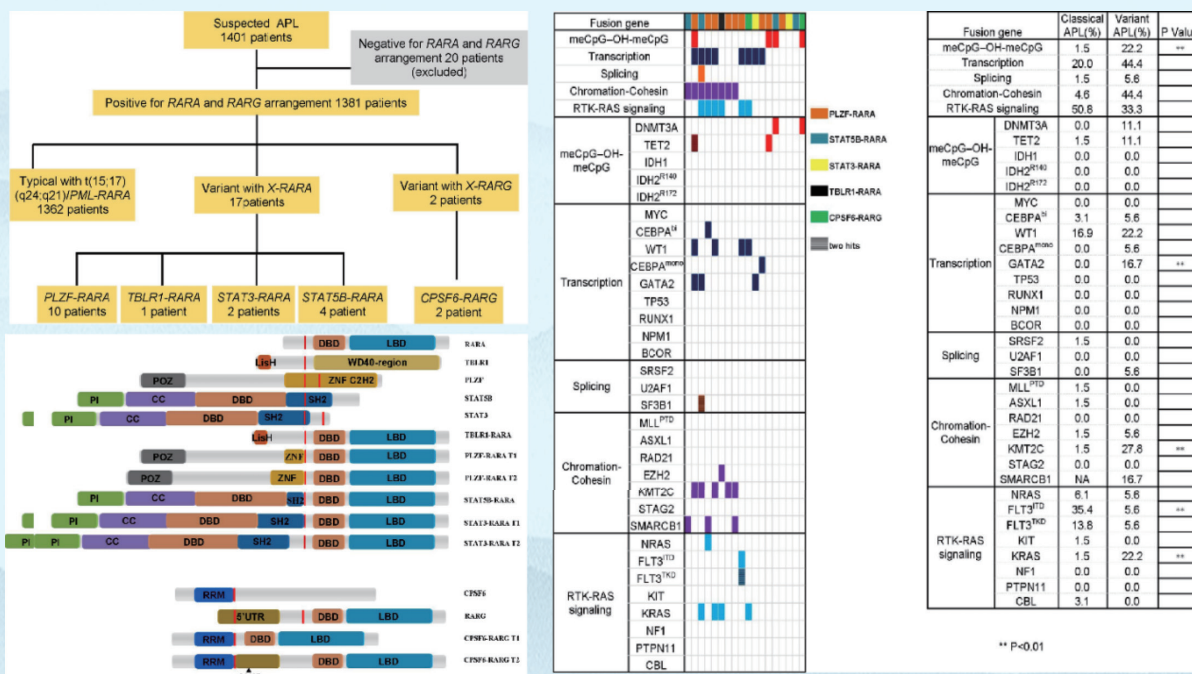 Suspected APL
1401 patients
Negative for RARA and RARG
arrangement 20 patients
(excluded)
Positive for RARA and RARG arrangement 1381 patients
Typical with t(15;17)
(q24;q21)/PML-RARA
1362 patients
Variant with X-RARA
17patients
Variant with X-RARG
2 patients
PLZF-RARA
10 patients
TBLR1-RARA
1 patient
STAT3-RARA
2 patients
STAT5B-RARA
4 patient
CPSF6-RARG
2 patient
DBD LBD RARA
LisH WD40-region TBLR1
POZ ZNF C2H2 PLZF
PI CC DBD SH2 STAT5B
CC DBD SH2 STAT3
LisH DBD LBD TBLR1-RARA
POZ ZNF DBD LBD PLZF-RARA T1
POZ ZNF DBD LBD PLZF-RARA T2
PI CC DBD SH2 DBD LBD STAT5B-RARA
PI CC DBD SH2 DBD LBD STAT3-RARA T1
PI PI CC DBD SH2 DBD LBD STAT3-RARA T2
RRM CPSF6
5'UTR DBD LBD RARG
RRM DBD LBD CPSF6-RARG T1
RRM DBD LBD CPSF6-RARG T2
Fusion gene
meCpG-OH-meCpG
Transcription
Splicing
Chromation-Cohesin
RTK-RAS signaling
meCpG–OH-
meCpG
DNMT3A
TET2
IDH1
IDH2R140
IDH2R172
Transcription
MYC
CEBPAbi
WT1
CEBPAmono
GATA2
TP53
RUNX1
NPM1
BCOR
Splicing
SRSF2
U2AF1
SF3B1
Chromation-
Cohesin
MLLPTD
ASXL1
RAD21
EZH2
KMT2C
STAG2
SMARCB1
RTK-RAS
signaling
NRAS
FLT3ITD
FLT3TKD
KIT
KRAS
NF1
PTPN11
CBL
PLZF-RARA
STAT5B-RARA
STAT3-RARA
TBLR1-RARA
CPSF6-RARG
two hits
Fusion gene Classical APL(%) Variant APL(%) P Value
meCpG–OH-meCpG 1.5 22.2 **
Transcription 20.0 44.4
Splicing 1.5 5.6
Chromation-Cohesin 4.6 44.4
RTK-RAS signaling 50.8 33.3
meCpG–OH-
meCpG
DNMT3A 0.0 11.1
TET2 1.5 11.1
IDH1 0.0 0.0
IDH2R140 0.0 0.0
IDH2R172 0.0 0.0
Transcription
MYC 0.0 0.0
CEBPAbi 3.1 5.6
WT1 16.9 22.2
CEBPAmono 0.0 5.6
GATA2 0.0 16.7 **
TP53 0.0 0.0
RUNX1 0.0 0.0
NPM1 0.0 0.0
BCOR 0.0 0.0
Splicing
SRSF2 1.5 0.0
U2AF1 0.0 0.0
SF3B1 0.0 5.6
Chromation-
Cohesin
MLLPTD 1.5 0.0
ASXL1 1.5 0.0
RAD21 0.0 0.0
EZH2 1.5 5.6
KMT2C 1.5 27.8 **
STAG2 0.0 0.0
SMARCB1 NA 16.7
RTK-RAS
signaling
NRAS 6.1 5.6
FLT3ITD 35.4 5.6 **
FLT3TKD 13.8 5.6
KIT 1.5 0.0
KRAS 1.5 22.2 **
NF1 0.0 0.0
PTPN11 0.0 0.0
CBL 3.1 0.0
** P<0.01